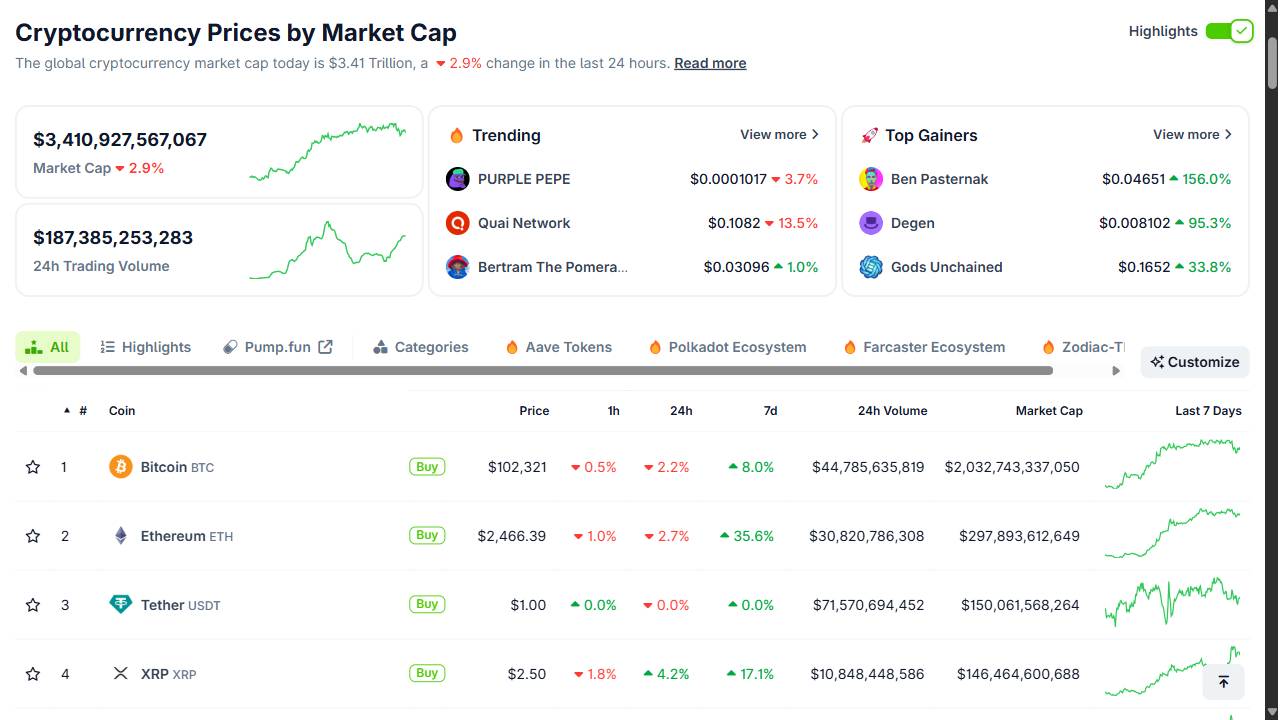 Cryptocurrency Prices by Market Cap
Highlights
The global cryptocurrency market cap today is $3.41 Trillion, a 2.9% change in the last 24 hours. Read more
$3,410,927,567,067
Market Cap 2.9%
$187,385,253,283
24h Trading Volume
Trending
View more
PURPLE PEPE $0.0001017 3.7%
Quai Network $0.1082 13.5%
Bertram The Pomera... $0.03096 1.0%
Top Gainers
View more
Ben Pasternak $0.04651 156.0%
Degen $0.008102 95.3%
Gods Unchained $0.1652 33.8%
All Highlights Pump.fun Categories Aave Tokens Polkadot Ecosystem Farcaster Ecosystem Zodiac-T
Customize
# Coin Price 1h 24h 7d 24h Volume Market Cap Last 7 Days
1 Bitcoin BTC Buy $102,321 0.5% 2.2% 8.0% $44,785,635,819 $2,032,743,337,050
2 Ethereum ETH Buy $2,466.39 1.0% 2.7% 35.6% $30,820,786,308 $297,893,612,649
3 Tether USDT Buy $1.00 0.0% 0.0% 0.0% $71,570,694,452 $150,061,568,264
4 XRP XRP Buy $2.50 1.8% 4.2% 17.1% $10,848,448,586 $146,464,600,688